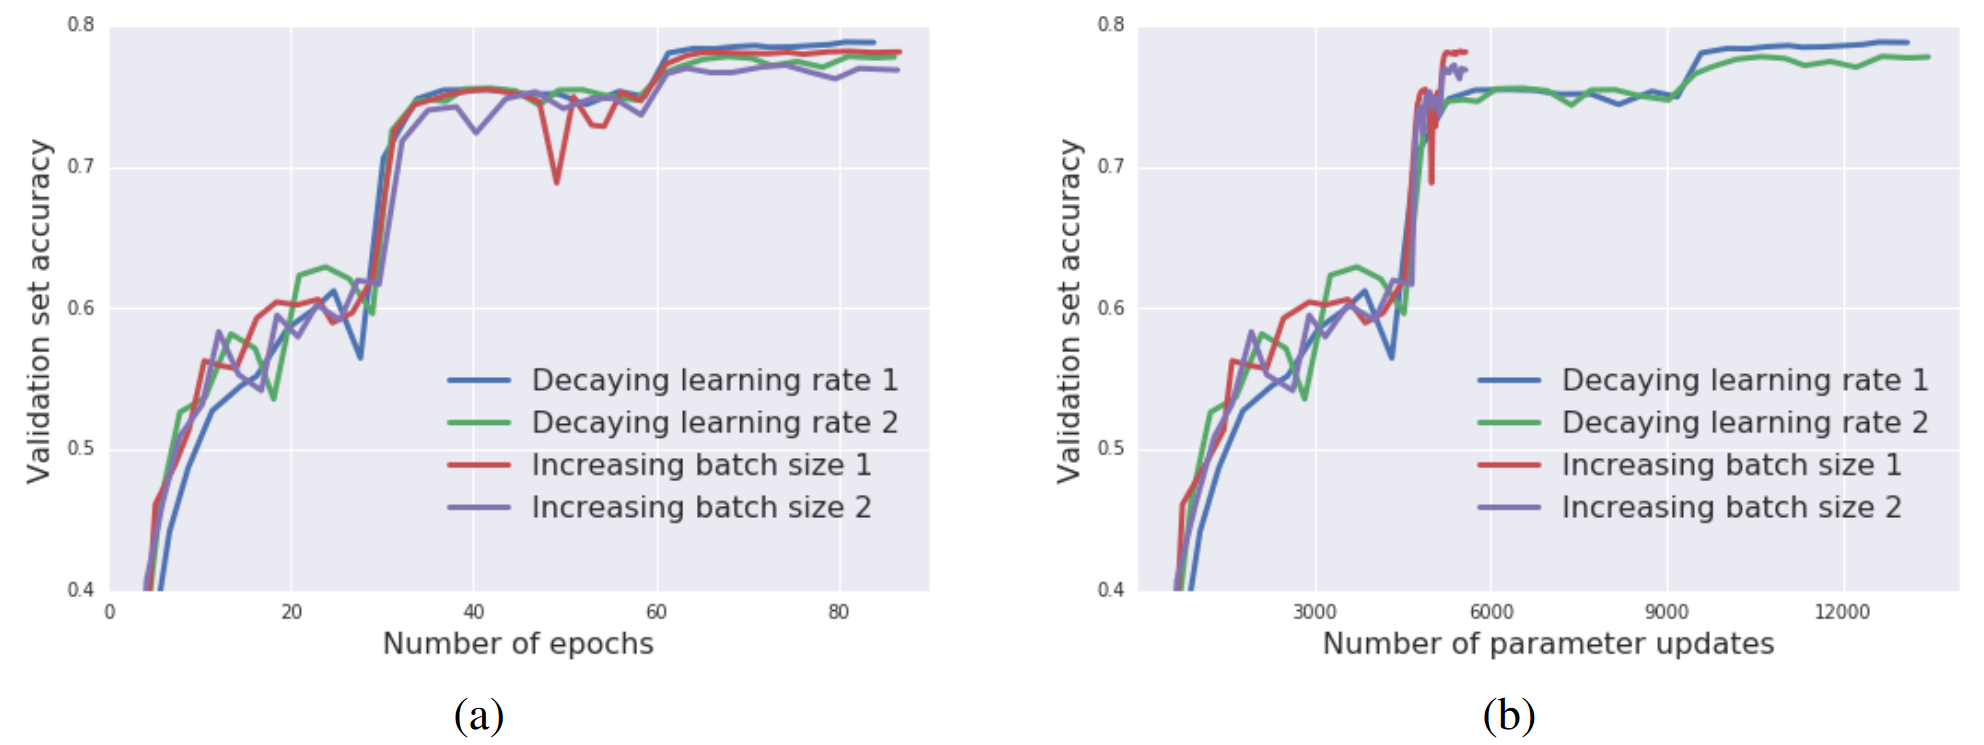 0.8
0.7
0.6
0.5
0.4
Validation set accuracy
Decaying learning rate 1
Decaying learning rate 2
Increasing batch size 1
Increasing batch size 2
0 20 40 60 80
Number of epochs
(a)
0.8
0.7
0.6
0.5
0.4
Validation set accuracy
Decaying learning rate 1
Decaying learning rate 2
Increasing batch size 1
Increasing batch size 2
3000 6000 9000 12000
Number of parameter updates
(b)